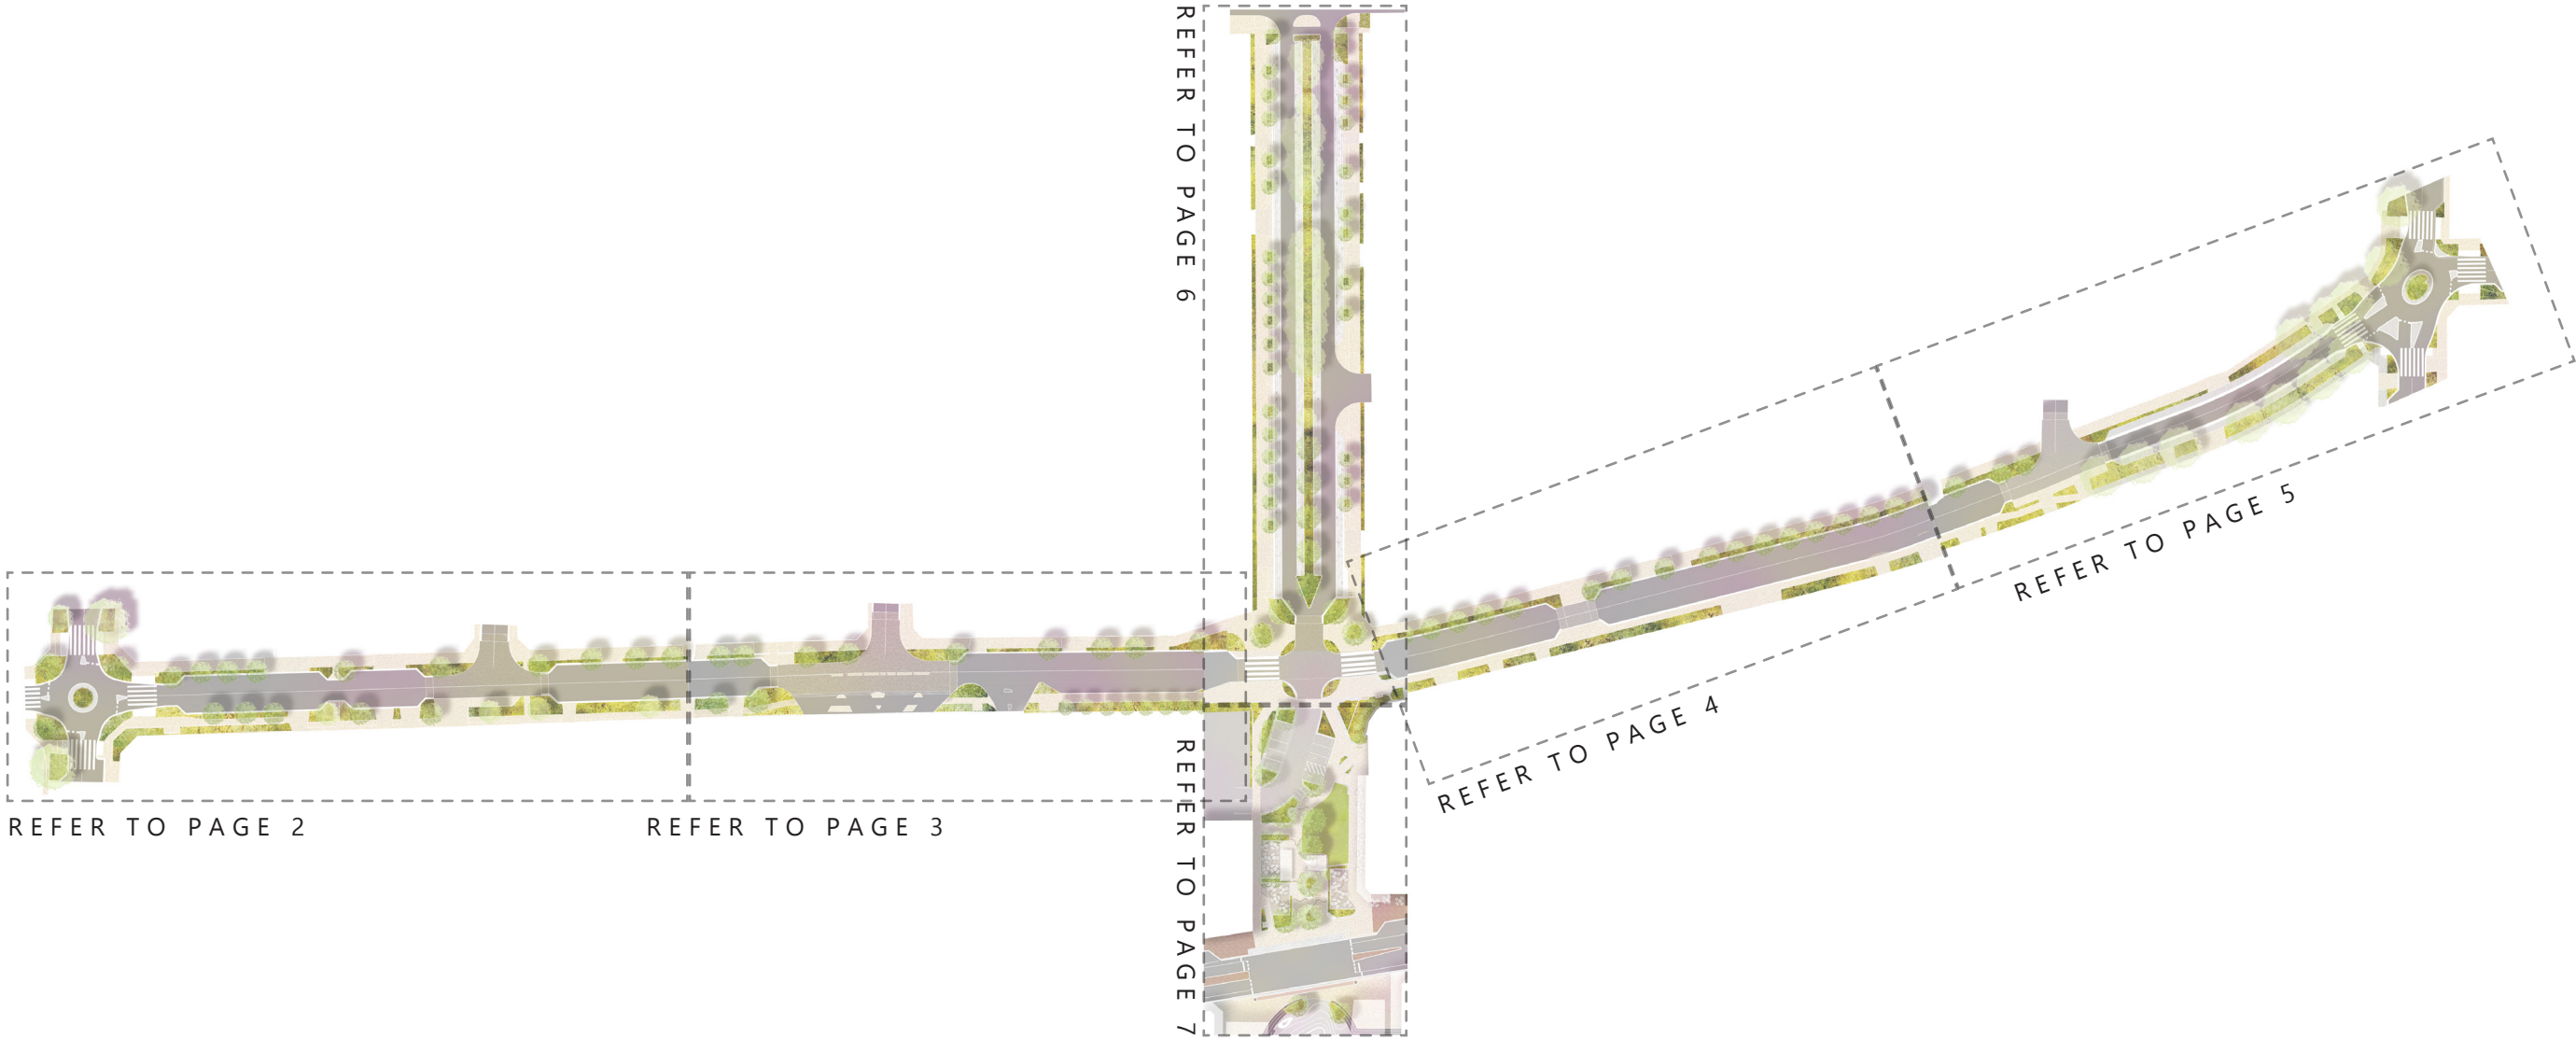 REFER TO PAGE 6
REFER TO PAGE 5
REFER TO PAGE 4
REFER TO PAGE 2
REFER TO PAGE 3
REFER TO PAGE 7